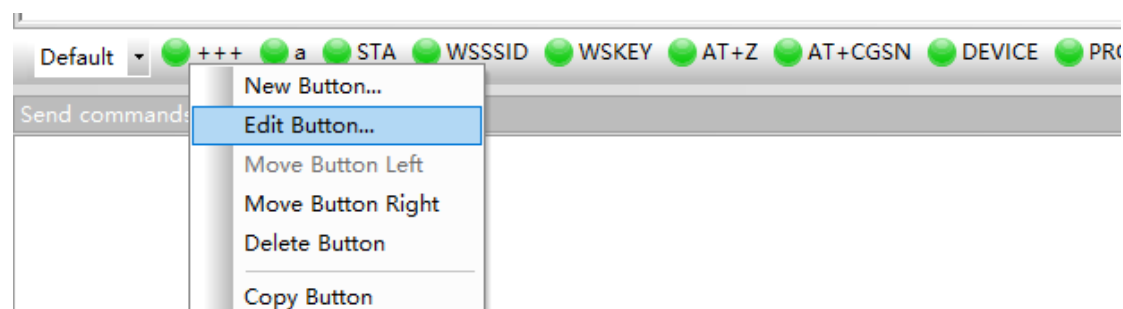 Default +++ a STA WSSSID WSKEY AT+Z AT+CGSN DEVICE
Send commands
New Button...
Edit Button...
Move Button Left
Move Button Right
Delete Button
Copy Button